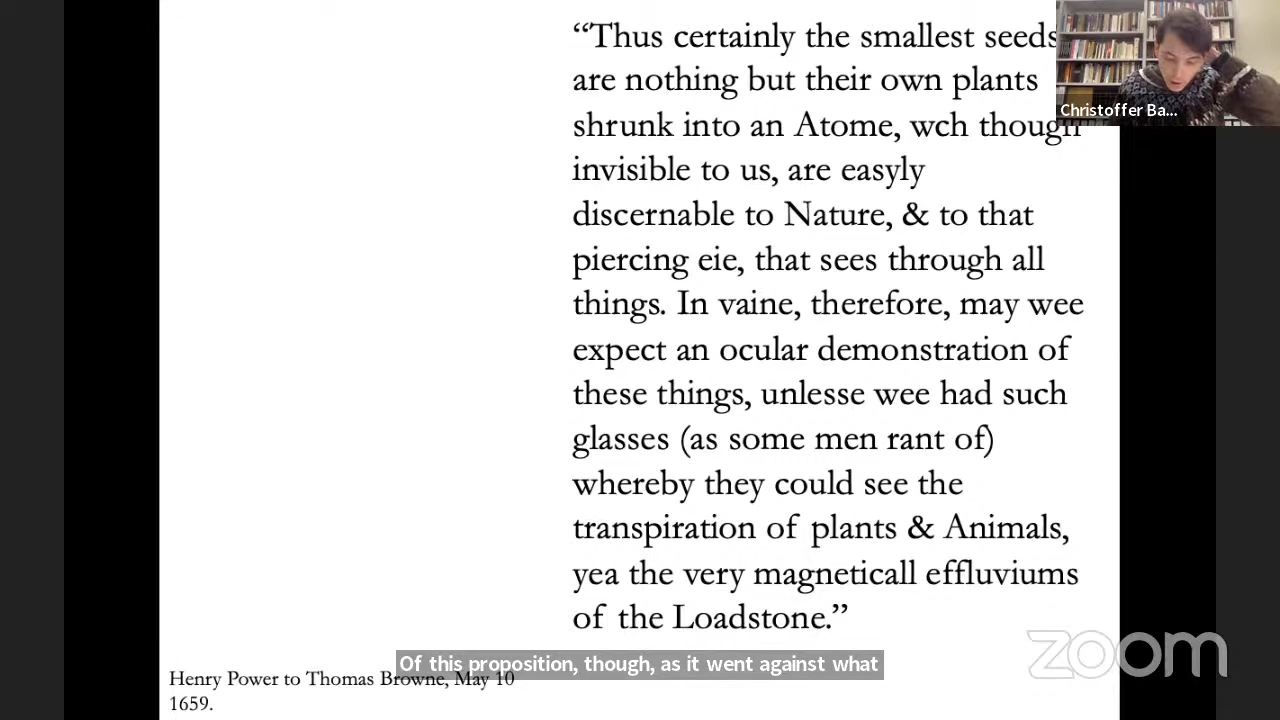 “Thus certainly the smallest seeds
are nothing but their own plants
shrunk into an Atome, wch though
invisible to us, are easyly
discernable to Nature, & to that
piercing eie, that sees through all
things. In vaine, therefore, may wee
expect an ocular demonstration of
these things, unlesse wee had such
glasses (as some men rant of)
whereby they could see the
transpiration of plants & Animals,
yea the very magneticall effluviums
of the Loadstone.”
Christoffer Ba...
Of this proposition, though, as it went against what
Henry Power to Thomas Browne, May 10
1659.
zoom